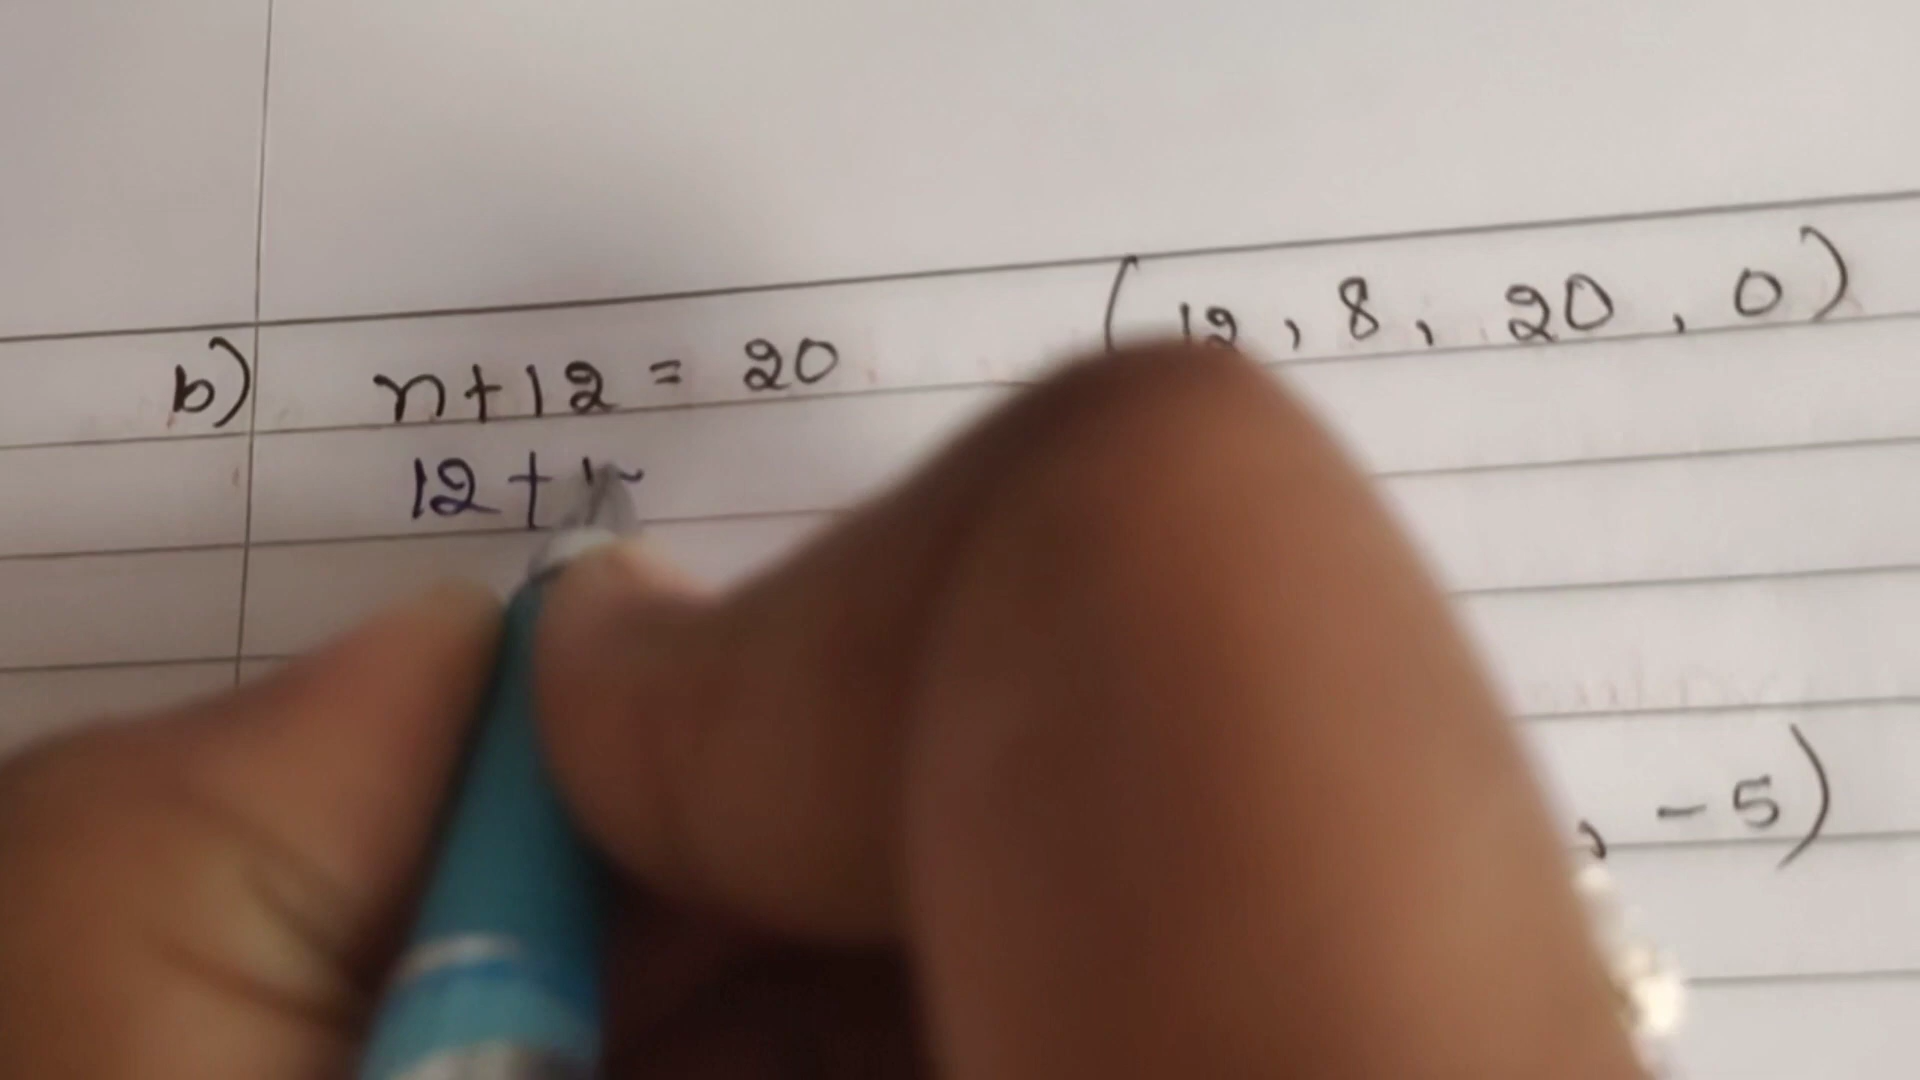 b) n+12 = 20 (12, 8, 20, 0)
12 +
, -5)